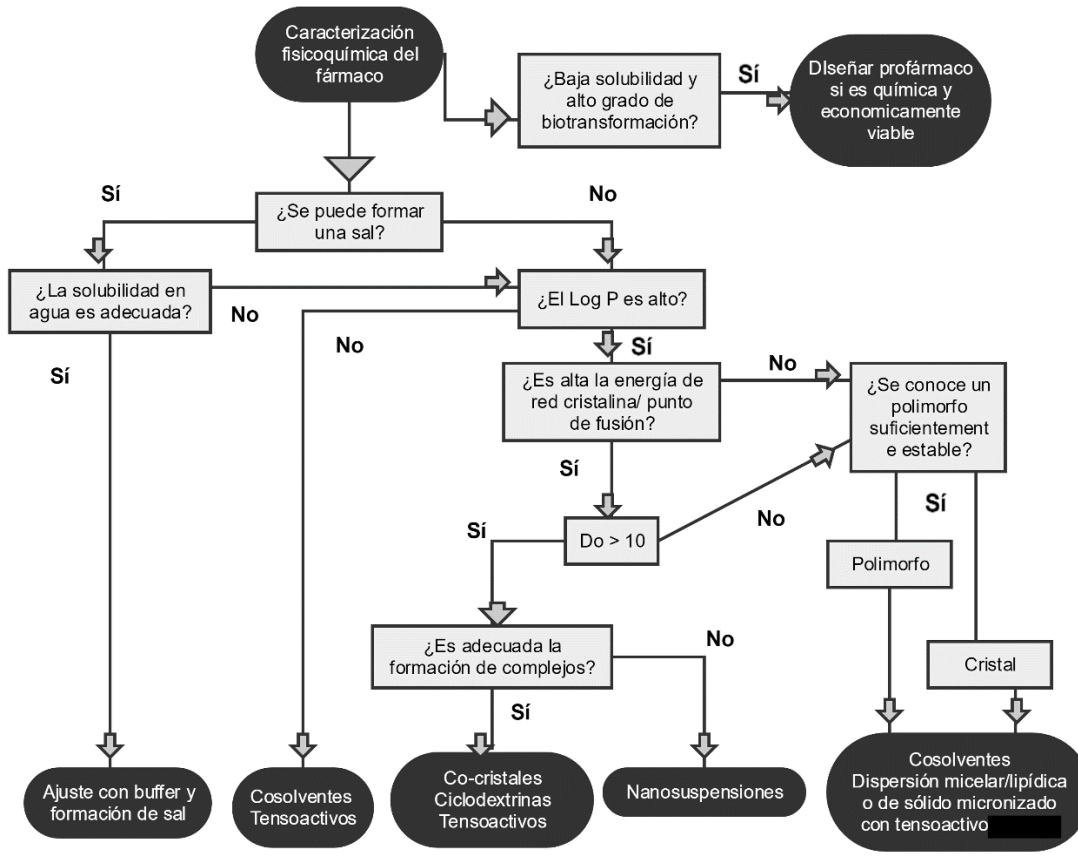 Caracterización
fisicoquímica del
fármaco
¿Baja solubilidad y
alto grado de
biotransformación?
Sí
DIseñar profármaco
si es química y
economicamente
viable
Sí
¿Se puede formar
una sal?
No
¿La solubilidad en
agua es adecuada?
No
¿El Log P es alto?
Sí
No
Sí
¿Es alta la energía de
red cristalina/ punto
de fusión?
No
¿Se conoce un
polimorfo
suficientement
e estable?
Sí
Sí
Do > 10
No
Sí
Polimorfo
¿Es adecuada la
formación de complejos?
No
Cristal
Sí
Ajuste con buffer y
formación de sal
Cosolventes
Tensoactivos
Co-cristales
Ciclodextrinas
Tensoactivos
Nanosuspensiones
Cosolventes
Dispersión micelar/lipídica
o de sólido micronizado
con tensoactivo